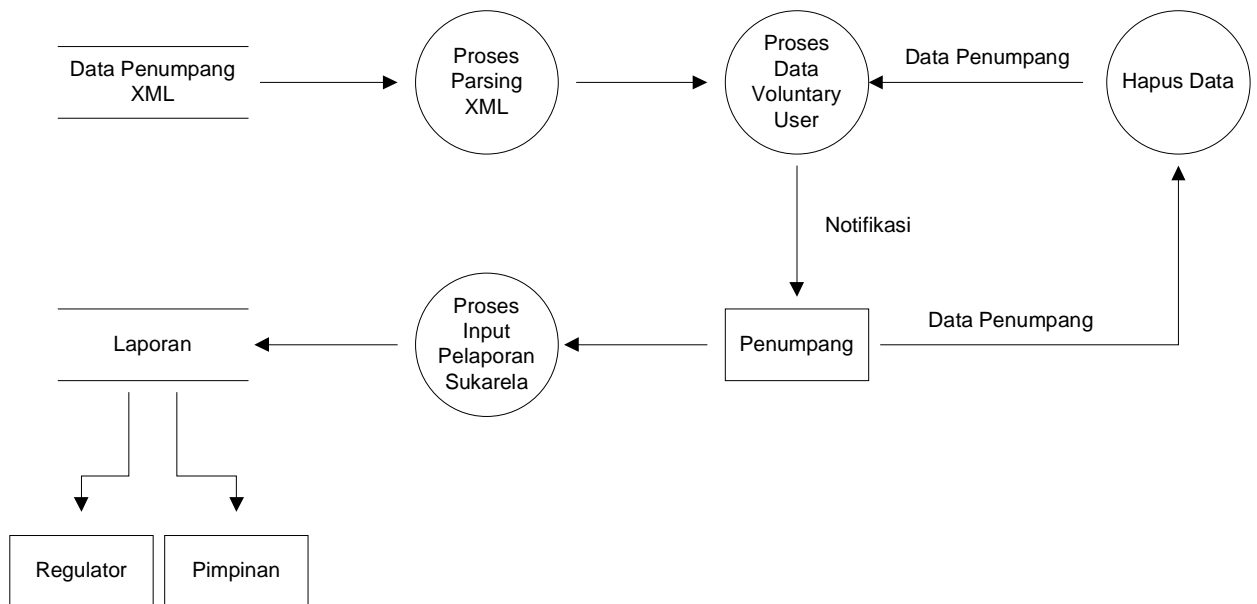 Data Penumpang
XML
Proses
Parsing
XML
Proses
Data
Voluntary
User
Data Penumpang
Hapus Data
Notifikasi
Laporan
Proses
Input
Pelaporan
Sukarela
Penumpang
Data Penumpang
Regulator
Pimpinan